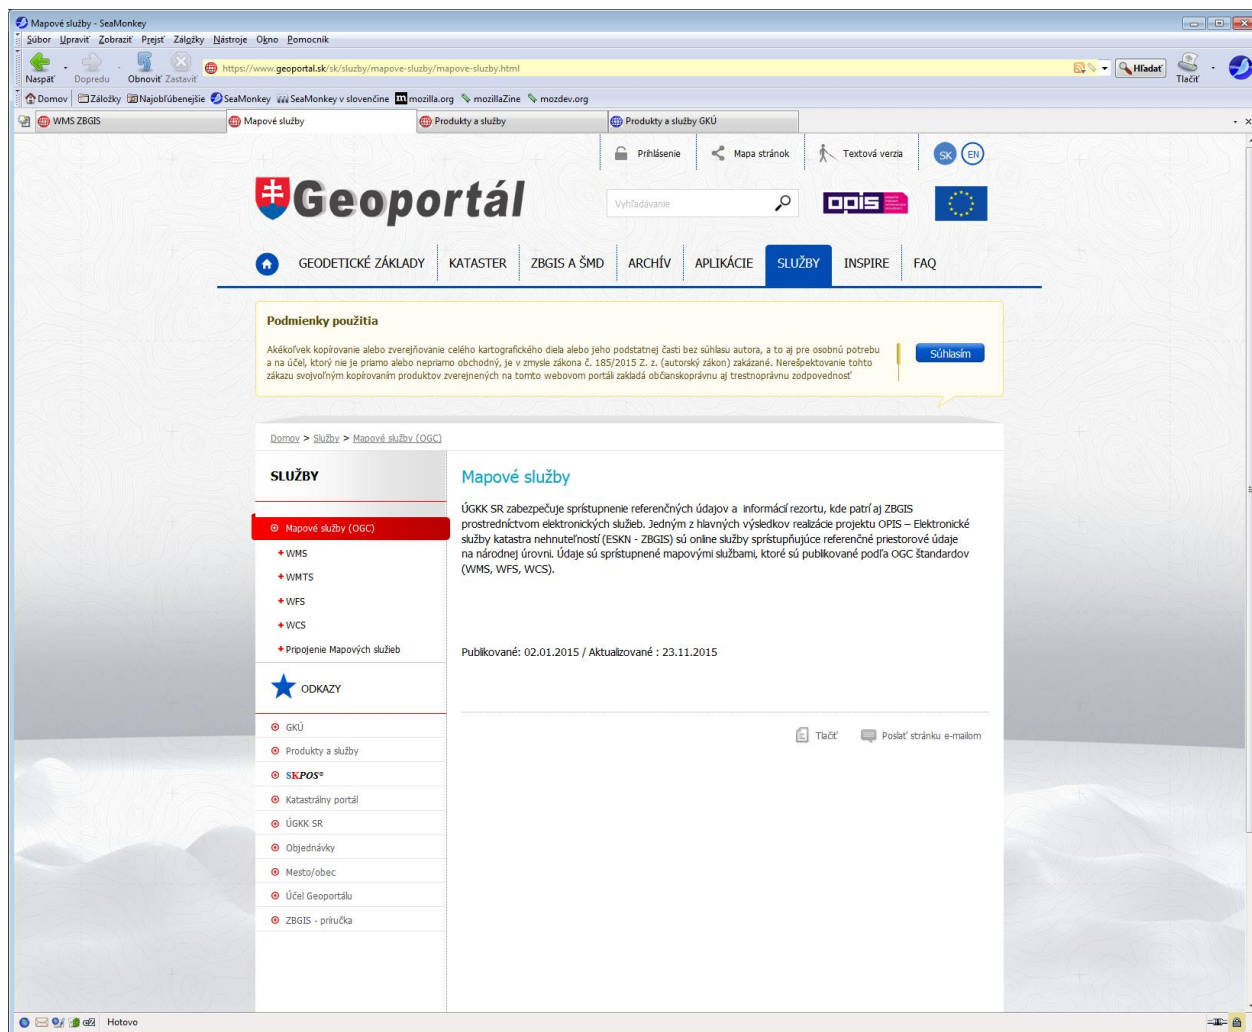 Mapové služby - SeaMonkey
Súbor Upraviť Zobraziť Prejsť Záložky Nástroje Okno Pomocník
Naspäť Dopredu Obnoviť Zastaviť https://www.geoportal.sk/sk/sluzby/mapove-sluzby/mapove-sluzby.html Hľadať Tlačiť
Domov Záložky Najobľúbenejšie SeaMonkey SeaMonkey v slovenčine m mozilla.org mozillaZine mozdev.org
WMS ZBGIS Mapové služby Produkty a služby Produkty a služby GKÚ
Prihlásenie Mapa stránok Textová verzia SK EN
Geoportál
Vyhľadávanie
opis
GEODETICKÉ ZÁKLADY KATASTER ZBGIS A ŠMD ARCHÍV APLIKÁCIE SLUŽBY INSPIRE FAQ
Podmienky použitia
Akékoľvek kopírovanie alebo zverejňovanie celého kartografického diela alebo jeho podstatnej časti bez súhlasu autora, a to aj pre osobnú potrebu
a na účel, ktorý nie je priamo alebo nepriamo obchodný, je v zmysle zákona č. 185/2015 Z. z. (autorský zákon) zakázané. Nerešpektovanie tohto
zákazu svojvoľným kopírovaním produktov zverejnených na tomto webovom portáli zakladá občianskoprávnu aj trestnoprávnu zodpovednosť
Súhlasím
Domov > Služby > Mapové služby (OGC)
SLUŽBY
Mapové služby (OGC)
WMS
WMTS
WFS
WCS
Pripojenie Mapových služieb
ODKAZY
GKÚ
Produkty a služby
SKPOS®
Katastrálny portál
ÚGKK SR
Objednávky
Mesto/obec
Účel Geoportálu
ZBGIS - príručka
Mapové služby
ÚGKK SR zabezpečuje sprístupnenie referenčných údajov a informácií rezortu, kde patrí aj ZBGIS
prostredníctvom elektronických služieb. Jedným z hlavných výsledkov realizácie projektu OPIS – Elektronické
služby katastra nehnuteľností (ESKN - ZBGIS) sú online služby sprístupňujúce referenčné priestorové údaje
na národnej úrovni. Údaje sú sprístupnené mapovými službami, ktoré sú publikované podľa OGC štandardov
(WMS, WFS, WCS).
Publikované: 02.01.2015 / Aktualizované : 23.11.2015
Tlačiť Poslať stránku e-mailom
Hotovo